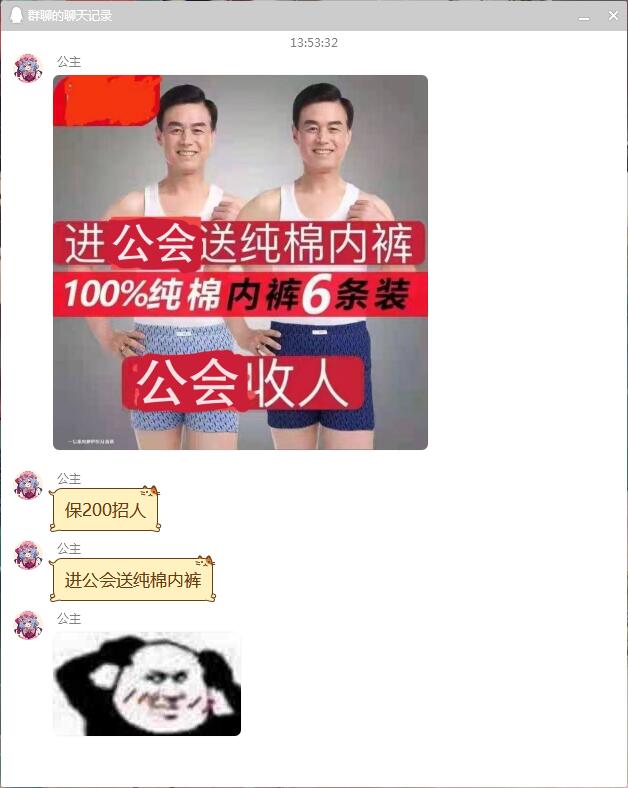 群聊的聊天记录
13:53:32
公主
进公会送纯棉内裤
100%纯棉内裤6条装
公会收人
公主
保200招人
公主
进公会送纯棉内裤
公主